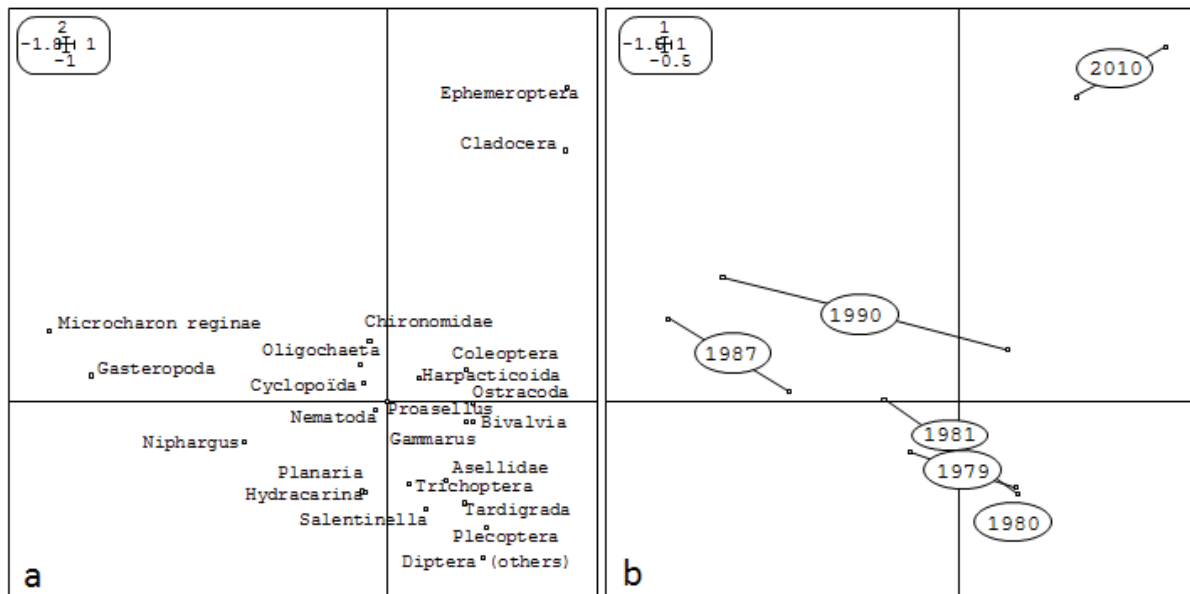 2
-1.8 1
-1
Ephemeroptera
Cladocera
Microcharon reginae
Chironomidae
Oligochaeta
Coleoptera
Gasteropoda
Harpacticoida
Cyclopoïda
Ostracoda
Proasellus
Nematoda
Bivalvia
Niphargus
Gammarus
Asellidae
Planaria
Trichoptera
Hydracarina
Salentinella
Tardigrada
Plecoptera
Diptera (others)
a
1
-1.5 1
-0.5
2010
1990
1987
1981
1979
1980
b